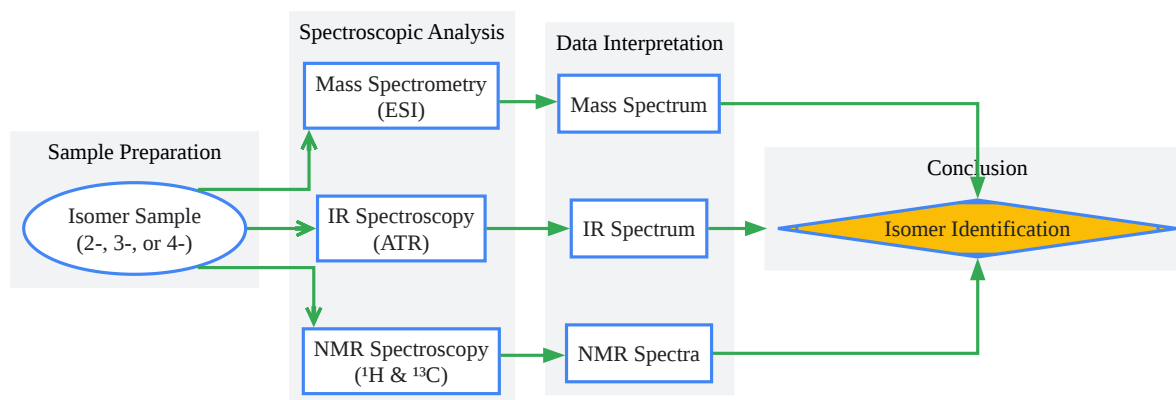 Sample Preparation
Isomer Sample
(2-, 3-, or 4-)
Spectroscopic Analysis
Mass Spectrometry
(ESI)
IR Spectroscopy
(ATR)
NMR Spectroscopy
(¹H & ¹³C)
Data Interpretation
Mass Spectrum
IR Spectrum
NMR Spectra
Conclusion
Isomer Identification